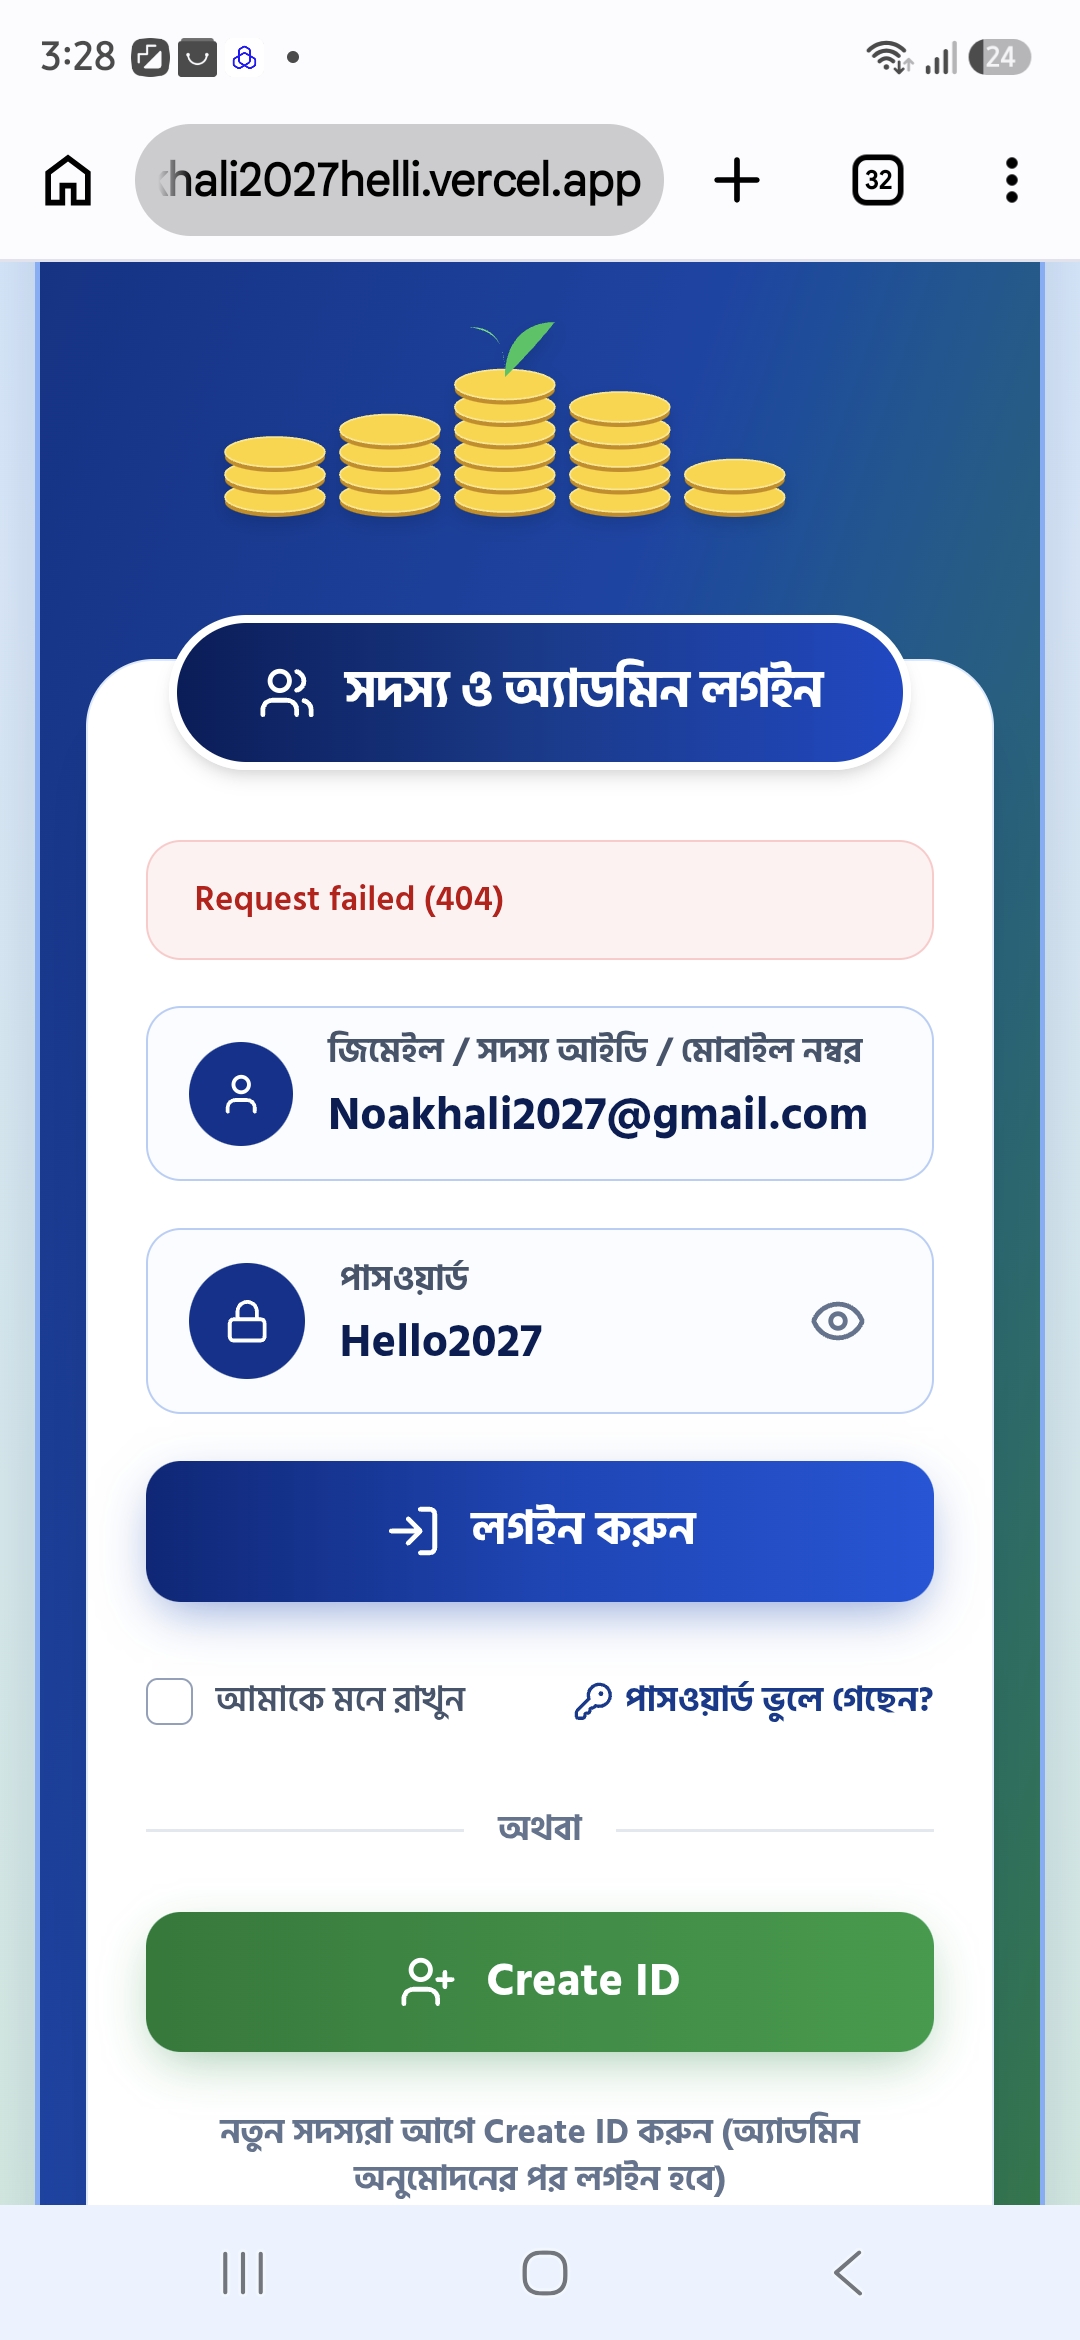 3:28
24
khali2027helli.vercel.app
32
সদস্য ও অ্যাডমিন লগইন
Request failed (404)
জিমেইল / সদস্য আইডি / মোবাইল নম্বর
Noakhali2027@gmail.com
পাসওয়ার্ড
Hello2027
লগইন করুন
আমাকে মনে রাখুন
পাসওয়ার্ড ভুলে গেছেন?
অথবা
Create ID
নতুন সদস্যরা আগে Create ID করুন (অ্যাডমিন
অনুমোদনের পর লগইন হবে)